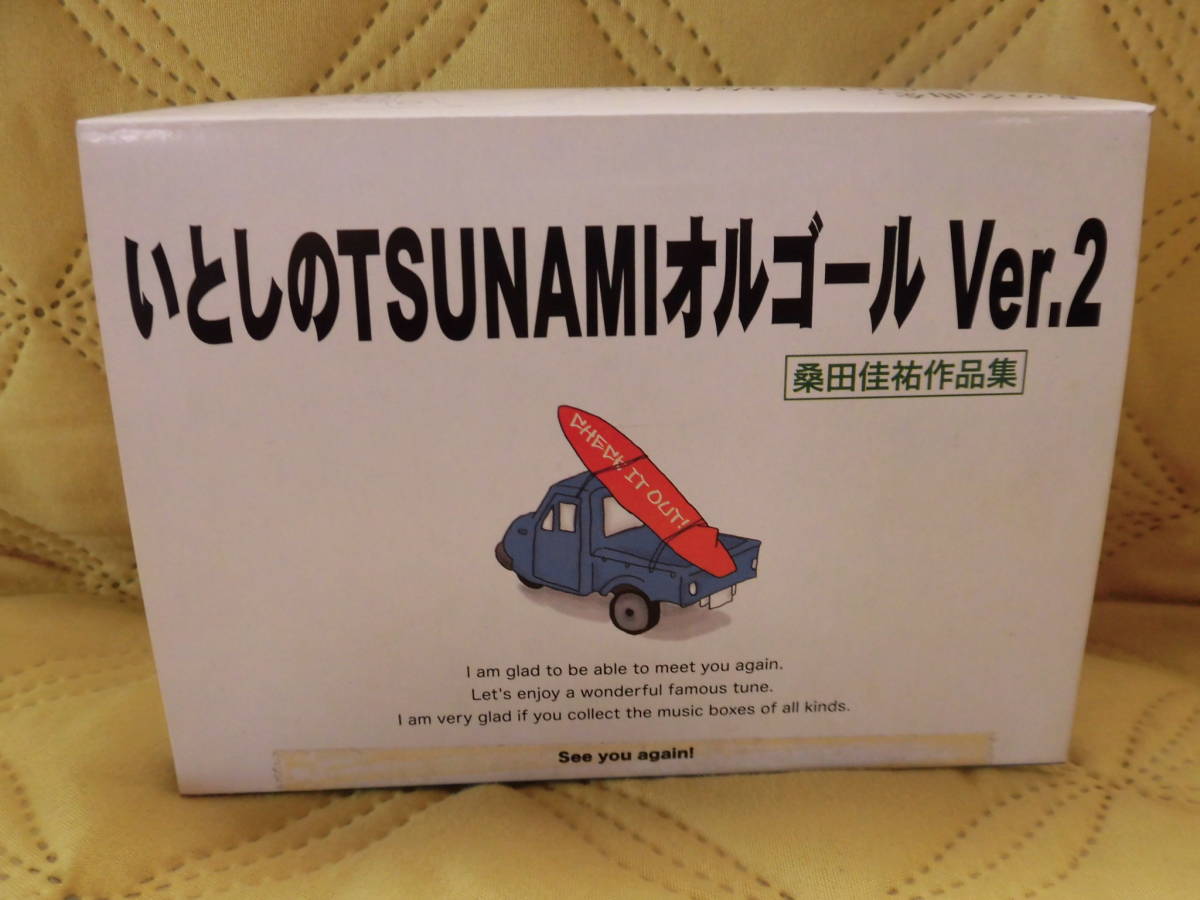 いとしのTSUNAMIオルゴール Ver.2
桑田佳祐作品集
CHECK IT OUT!
I am glad to be able to meet you again.
Let's enjoy a wonderful famous tune.
I am very glad if you collect the music boxes of all kinds.
See you again!